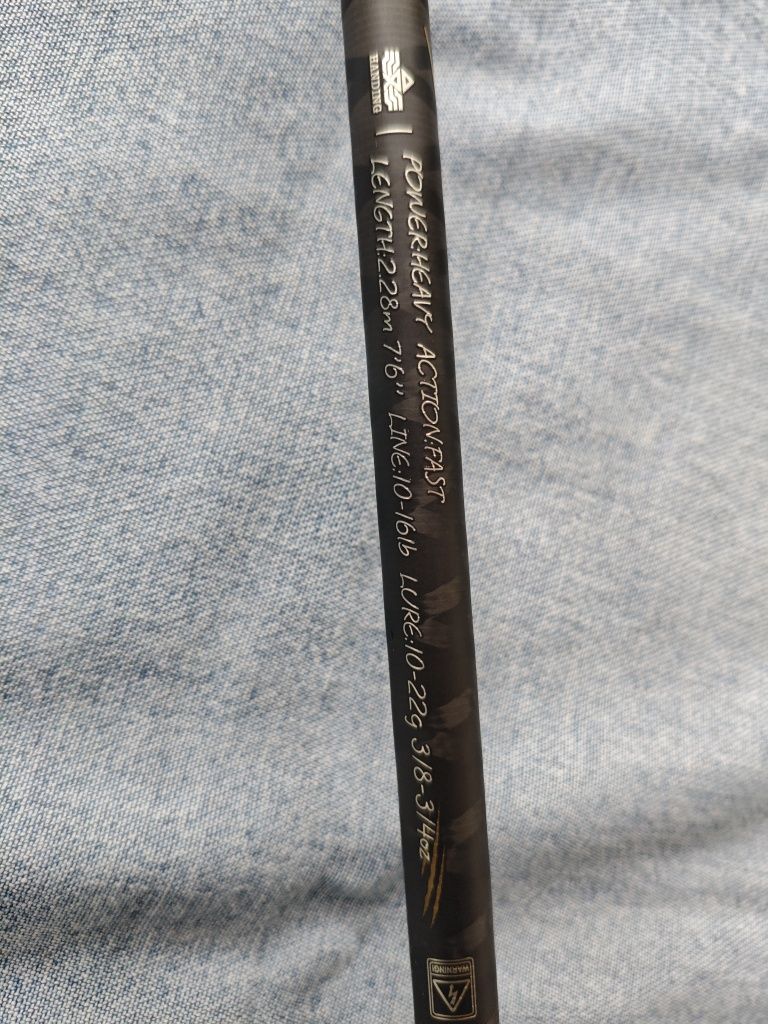 HANDING
POWER:HEAVY ACTION:FAST
LENGTH:2.28m 7'6" LINE:10-16lb LURE:10-22g 3/8-3/4oz
WARNING!